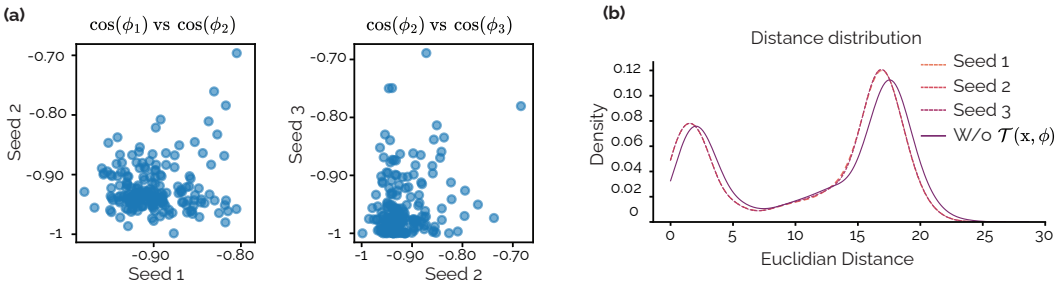 (a)
cos(ϕ₁) vs cos(ϕ₂)
-0.70
-0.80
-0.90
-1
Seed 2
-0.90
-0.80
Seed 1
cos(ϕ₂) vs cos(ϕ₃)
-0.70
-0.80
-0.90
-1
Seed 3
-1
-0.90
-0.80
-0.70
Seed 2
(b)
Distance distribution
0.12
0.10
0.08
0.06
0.04
0.02
0
Density
0
5
10
15
20
25
30
Euclidian Distance
Seed 1
Seed 2
Seed 3
W/o 𝒯(x, ϕ)